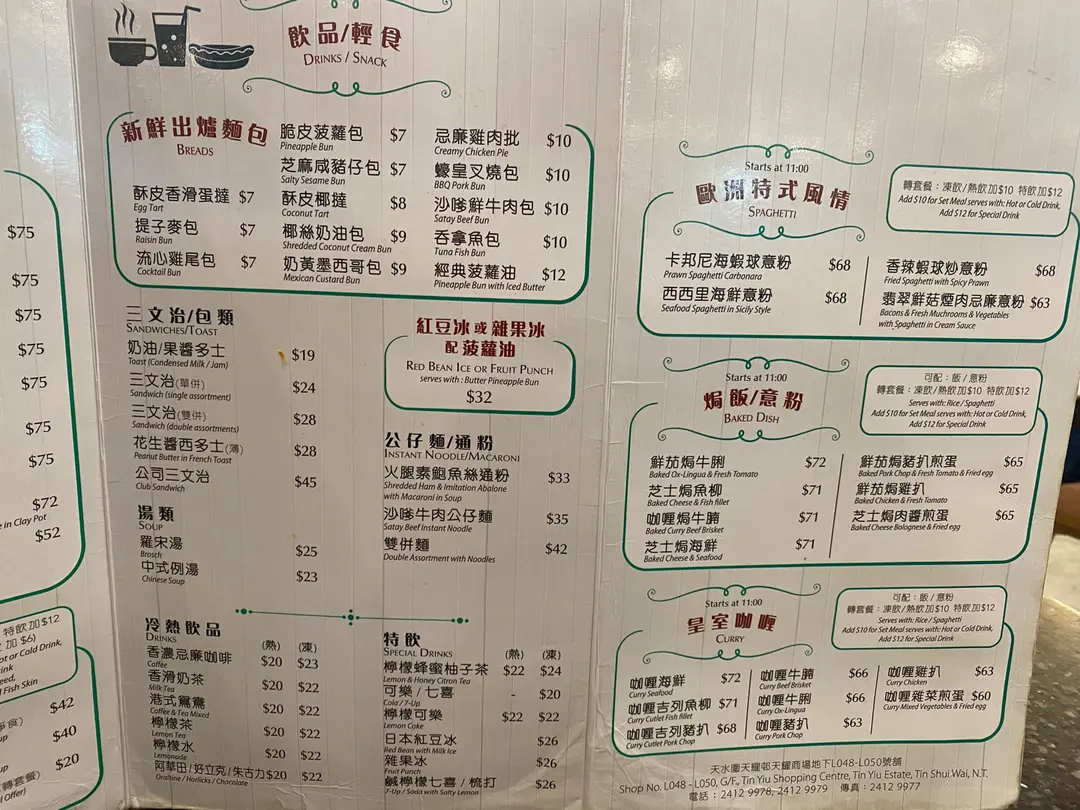 $75
$75
$75
$75
$75
$75
$75
$72
in Clay Pot
$52
特飲加$12
加 $6)
ot or Cold Drink,
Fish Skin
$42
$40
$20
(轉套餐)
l Offer)
飲品/輕食
DRINKS / SNACK
新鮮出爐麵包
BREADS
酥皮香滑蛋撻 $7
Egg Tart
提子麥包 $7
Raisin Bun
流心雞尾包 $7
Cocktail Bun
脆皮菠蘿包 $7
Pineapple Bun
芝麻咸豬仔包 $7
Salty Sesame Bun
酥皮椰撻 $8
Coconut Tart
椰絲奶油包 $9
Shredded Coconut Cream Bun
奶黃墨西哥包 $9
Mexican Custard Bun
忌廉雞肉批 $10
Creamy Chicken Pie
蠔皇叉燒包 $10
BBQ Pork Bun
沙嗲鮮牛肉包 $10
Satay Beef Bun
吞拿魚包 $10
Tuna Fish Bun
經典菠蘿油 $12
Pineapple Bun with Iced Butter
三文治/包類
SANDWICHES/TOAST
奶油/果醬多士 $19
Toast (Condensed Milk / Jam)
三文治(單併) $24
Sandwich (single assortment)
三文治(雙併) $28
Sandwich (double assortments)
花生醬西多士(薄) $28
Peanut Butter in French Toast
公司三文治 $45
Club Sandwich
湯類
SOUP
羅宋湯 $25
Brosch
中式例湯 $23
Chinese Soup
紅豆冰或雜果冰
配 菠蘿油
RED BEAN ICE OR FRUIT PUNCH
serves with : Butter Pineapple Bun
$32
公仔麵/通粉
INSTANT NOODLE/MACARONI
火腿素鮑魚絲通粉 $33
Shredded Ham & Imitation Abalone
with Macaroni in Soup
沙嗲牛肉公仔麵 $35
Satay Beef Instant Noodle
雙併麵 $42
Double Assortment with Noodles
冷熱飲品
DRINKS (熱) (凍)
香濃忌廉咖啡 $20 $23
Coffee
香滑奶茶 $20 $22
Milk Tea
港式鴛鴦 $20 $22
Coffee & Tea Mixed
檸檬茶 $20 $22
Lemon Tea
檸檬水 $20 $22
Lemonade
阿華田/好立克/朱古力 $20 $22
Oraltine / Horlicks / Chocolate
特飲
SPECIAL DRINKS (熱) (凍)
檸檬蜂蜜柚子茶 $22 $24
Lemon & Honey Citron Tea
可樂/七喜 - $20
Cola / 7-Up
檸檬可樂 $22 $22
Lemon Coke
日本紅豆冰 $26
Red Bean with Milk Ice
雜果冰 $26
Fruit Punch
鹹檸檬七喜/梳打 $26
7-Up / Soda with Salty Lemon
Starts at 11:00
歐洲特式風情
SPAGHETTI
轉套餐：凍飲/熱飲加$10 特飲加$12
Add $10 for Set Meal serves with: Hot or Cold Drink,
Add $12 for Special Drink
卡邦尼海蝦球意粉 $68
Prawn Spaghetti Carbonara
西西里海鮮意粉 $68
Seafood Spaghetti in Sicily Style
香辣蝦球炒意粉 $68
Fried Spaghetti with Spicy Prawn
翡翠鮮菇煙肉忌廉意粉 $63
Bacons & Fresh Muchrooms & Vegetables
with Spaghetti in Cream Sauce
Starts at 11:00
焗飯/意粉
BAKED DISH
可配：飯/意粉
轉套餐：凍飲/熱飲加$10 特飲加$12
Serves with: Rice / Spaghetti
Add $10 for Set Meal serves with: Hot or Cold Drink,
Add $12 for Special Drink
鮮茄焗牛脷 $72
Baked Ox-Lingua & Fresh Tomato
芝士焗魚柳 $71
Baked Cheese & Fish fillet
咖喱焗牛腩 $71
Baked Curry Beef Brisket
芝士焗海鮮 $71
Baked Cheese & Seafood
鮮茄焗豬扒煎蛋 $65
Baked Pork Chop & Fresh Tomato & Fried egg
鮮茄焗雞扒 $65
Baked Chicken & Fresh Tomato
芝士焗肉醬煎蛋 $65
Baked Cheese Bolognese & Fried egg
Starts at 11:00
皇室咖喱
CURRY
可配：飯/意粉
轉套餐：凍飲/熱飲加$10 特飲加$12
Serves with: Rice / Spaghetti
Add $10 for Set Meal serves with: Hot or Cold Drink,
Add $12 for Special Drink
咖喱海鮮 $72
Curry Seafood
咖喱吉列魚柳 $71
Curry Cutlet Fish fillet
咖喱吉列豬扒 $68
Curry Cutlet Pork Chop
咖喱牛腩 $66
Curry Beef Brisket
咖喱牛脷 $66
Curry Ox-Lingua
咖喱豬扒 $63
Curry Pork Chop
咖喱雞扒 $63
Curry Chicken
咖喱雜菜煎蛋 $60
Curry Mixed Vegetables & Fried egg
天水圍天耀邨天耀商場地下L048-L050號舖
Shop No. L048 - L050, G/F., Tin Yiu Shopping Centre, Tin Yiu Estate, Tin Shui Wai, N.T.
電話：2412 9978, 2412 9979 傳真：2412 9977